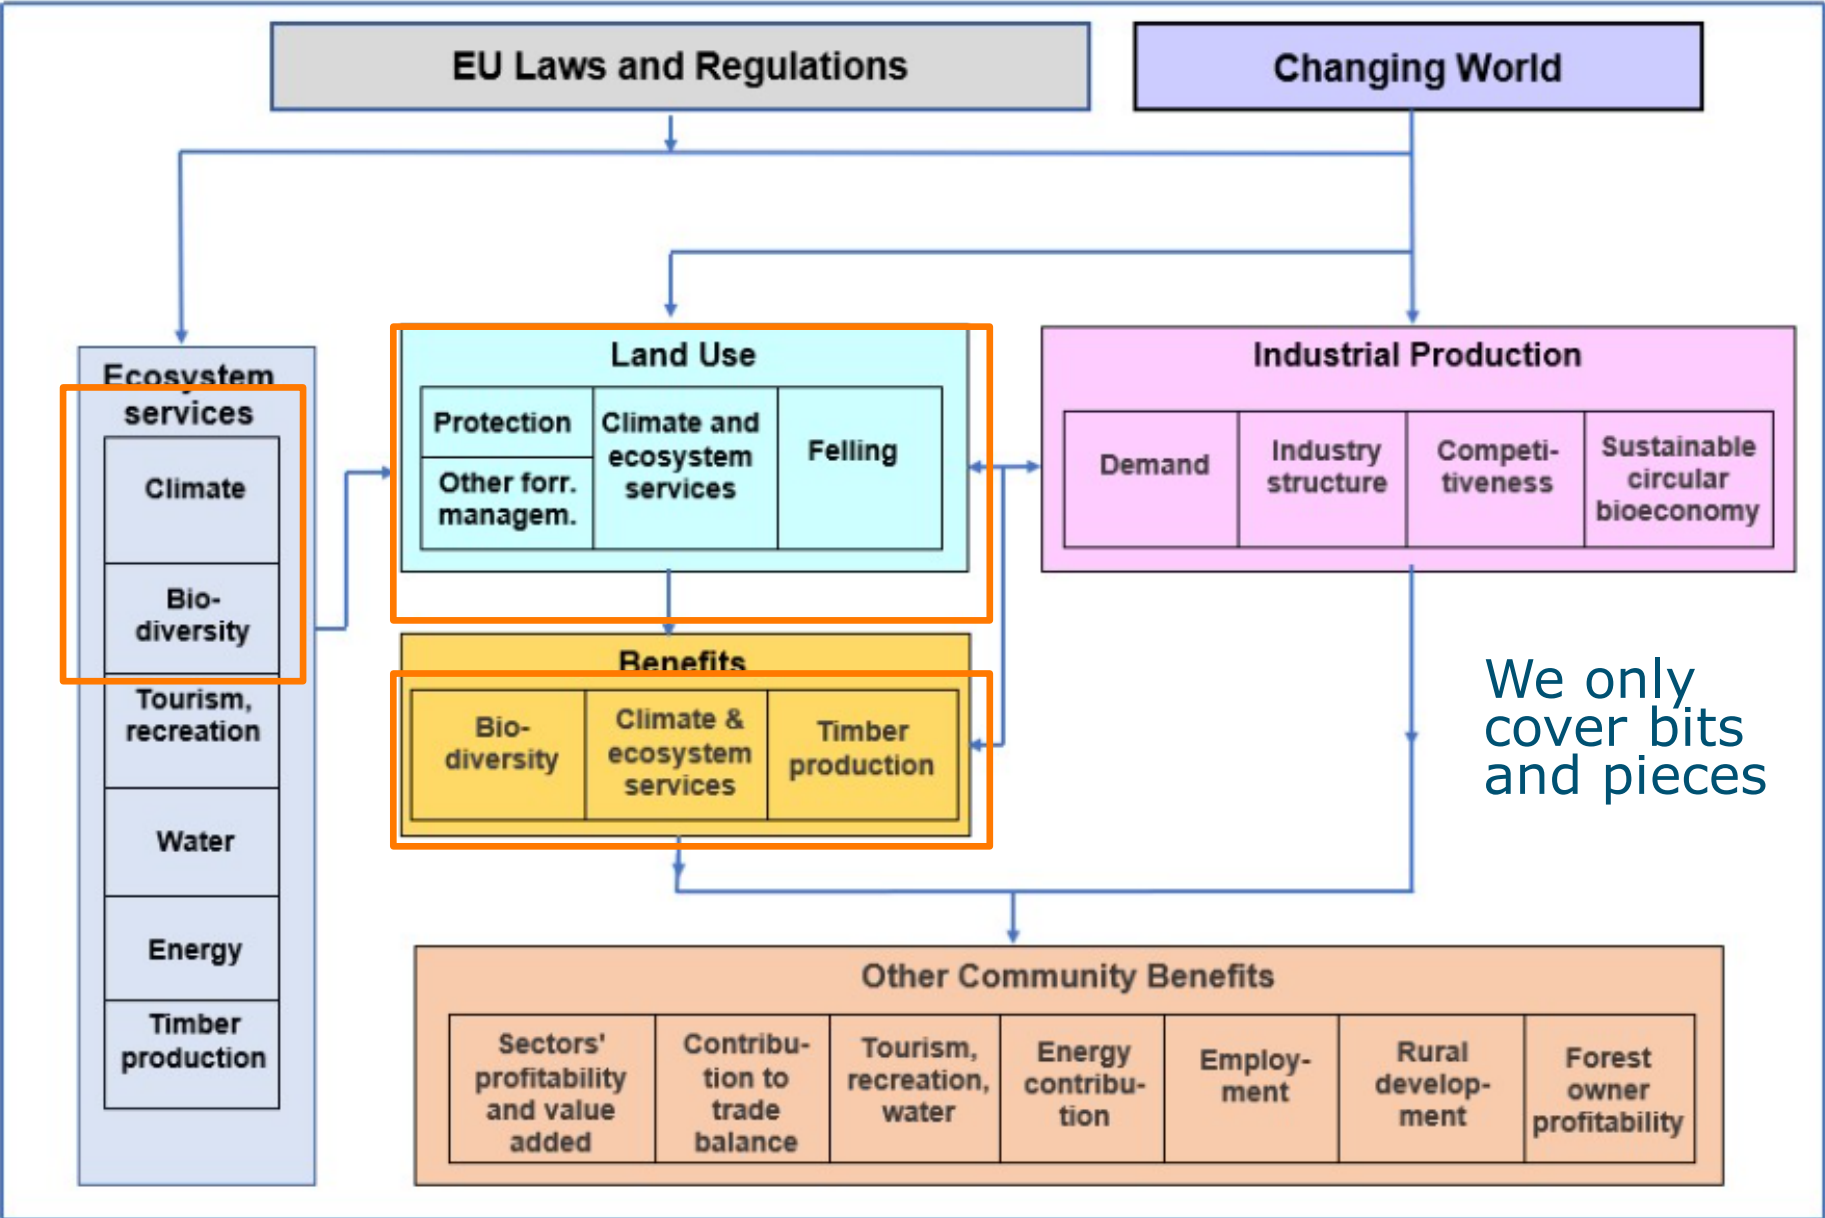 EU Laws and Regulations
Changing World
Ecosystem
services
Climate
Bio-
diversity
Tourism,
recreation
Water
Energy
Timber
production
Land Use
Protection
Other forr.
managem.
Climate and
ecosystem
services
Felling
Industrial Production
Demand
Industry
structure
Competi-
tiveness
Sustainable
circular
bioeconomy
Benefits
Bio-
diversity
Climate &
ecosystem
services
Timber
production
We only
cover bits
and pieces
Other Community Benefits
Sectors'
profitability
and value
added
Contribu-
tion to
trade
balance
Tourism,
recreation,
water
Energy
contribu-
tion
Employ-
ment
Rural
develop-
ment
Forest
owner
profitability